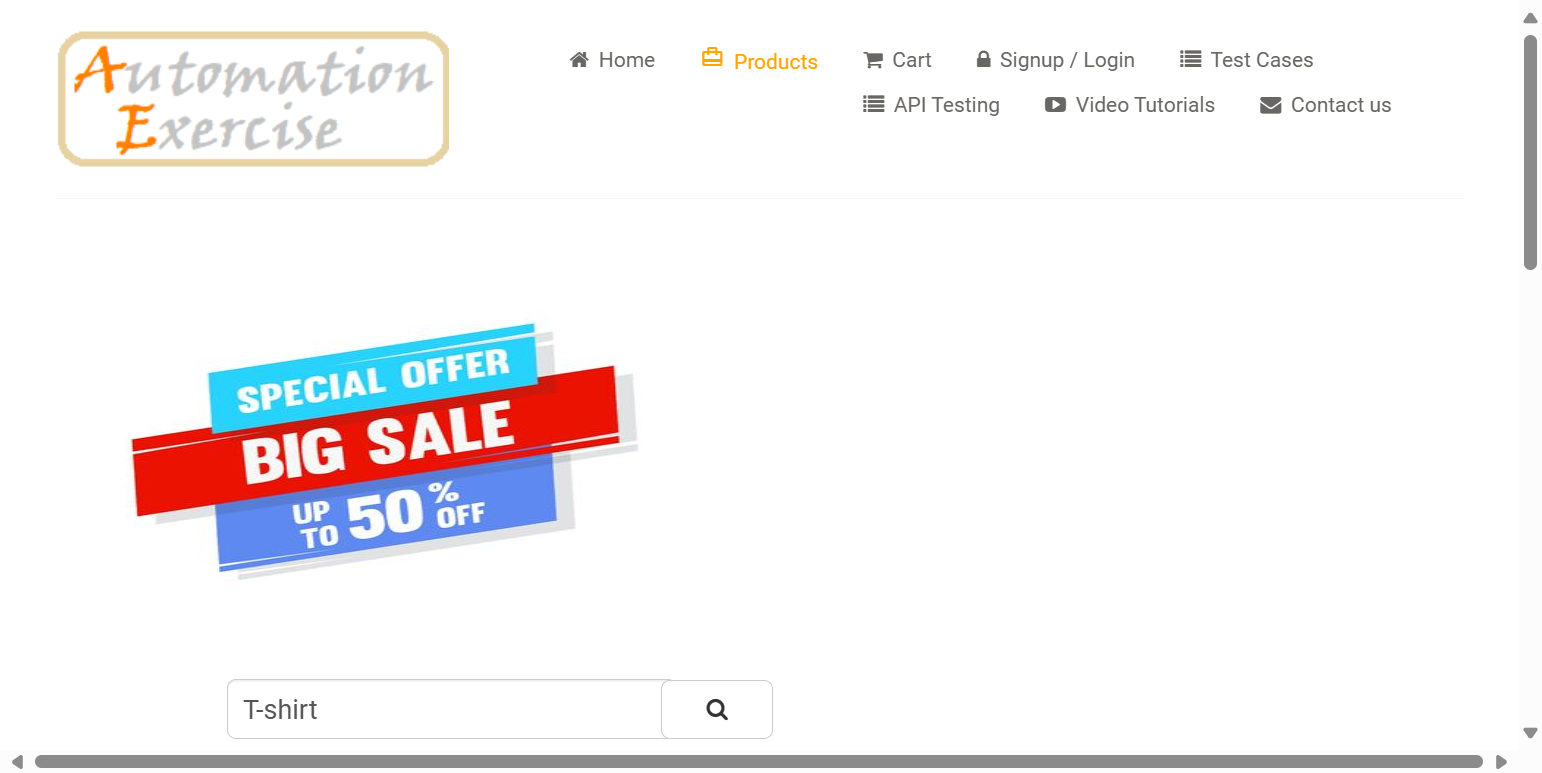 Automation
Exercise
Home
Products
Cart
Signup / Login
Test Cases
API Testing
Video Tutorials
Contact us
SPECIAL OFFER
BIG SALE
UP TO 50% OFF
T-shirt